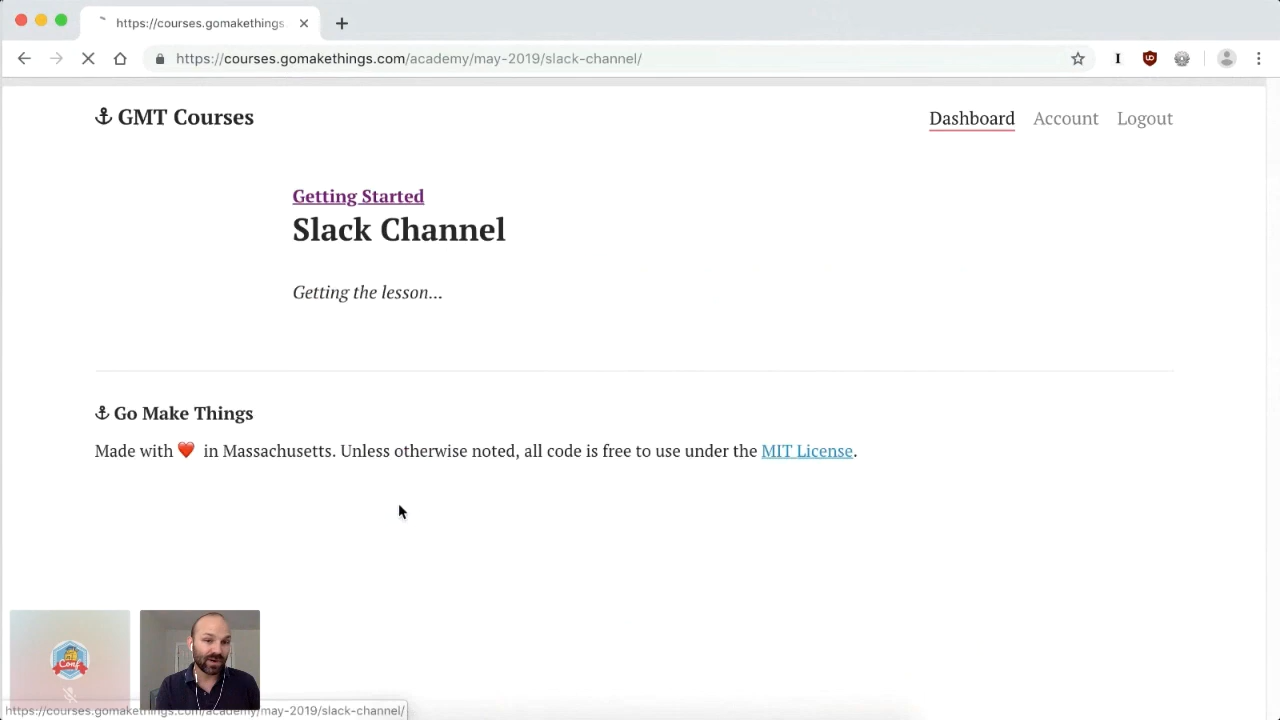 https://courses.gomakethings
https://courses.gomakethings.com/academy/may-2019/slack-channel/
GMT Courses
Dashboard Account Logout
Getting Started
Slack Channel
Getting the lesson...
Go Make Things
Made with ❤️ in Massachusetts. Unless otherwise noted, all code is free to use under the MIT License.
Conf
https://courses.gomakethings.com/academy/may-2019/slack-channel/